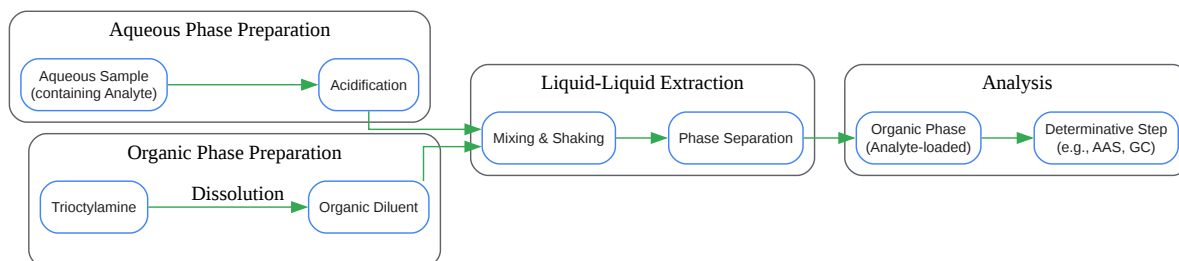 Aqueous Phase Preparation
Aqueous Sample
(containing Analyte)
Acidification
Organic Phase Preparation
Trioctylamine
Dissolution
Organic Diluent
Liquid-Liquid Extraction
Mixing & Shaking
Phase Separation
Analysis
Organic Phase
(Analyte-loaded)
Determinative Step
(e.g., AAS, GC)